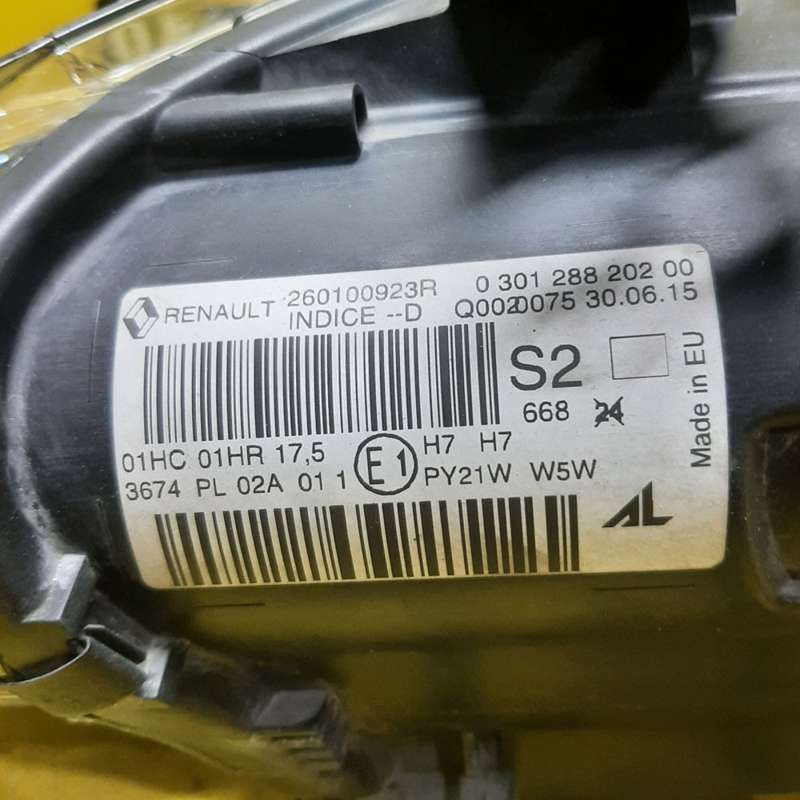 RENAULT 260100923R 0 301 288 202 00
INDICE --D Q0020075 30.06.15
S2
668 24
Made in EU
01HC 01HR 17,5 E1 H7 H7
3674 PL 02A 01 1 PY21W W5W
AL